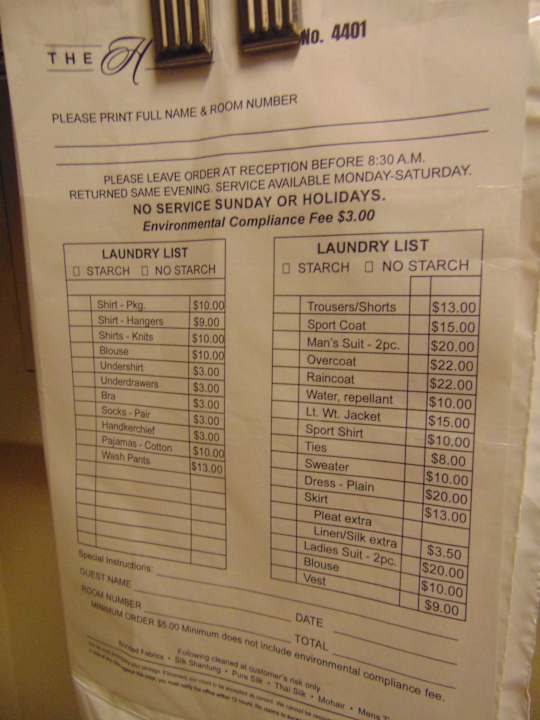 No. 4401
THE H
PLEASE PRINT FULL NAME & ROOM NUMBER
PLEASE LEAVE ORDER AT RECEPTION BEFORE 8:30 A.M.
RETURNED SAME EVENING. SERVICE AVAILABLE MONDAY-SATURDAY.
NO SERVICE SUNDAY OR HOLIDAYS.
Environmental Compliance Fee $3.00
LAUNDRY LIST
STARCH NO STARCH
Shirt - Pkg. $10.00
Shirt - Hangers $9.00
Shirts - Knits $10.00
Blouse $10.00
Undershirt $3.00
Underdrawers $3.00
Bra $3.00
Socks - Pair $3.00
Handkerchief $3.00
Pajamas - Cotton $10.00
Wash Pants $13.00
LAUNDRY LIST
STARCH NO STARCH
Trousers/Shorts $13.00
Sport Coat $15.00
Man's Suit - 2pc. $20.00
Overcoat $22.00
Raincoat $22.00
Water, repellant $10.00
Lt. Wt. Jacket $15.00
Sport Shirt $10.00
Ties $8.00
Sweater $10.00
Dress - Plain $20.00
Skirt $13.00
Pleat extra
Linen/Silk extra $3.50
Ladies Suit - 2pc. $20.00
Blouse $10.00
Vest $9.00
Special Instructions:
GUEST NAME
ROOM NUMBER DATE
MINIMUM ORDER $5.00 Minimum does not include environmental compliance fee. TOTAL
Following cleaned at customer's risk only
Bonded Fabrics • Silk Shantung • Pure Silk • Thai Silk • Mohair • Mens